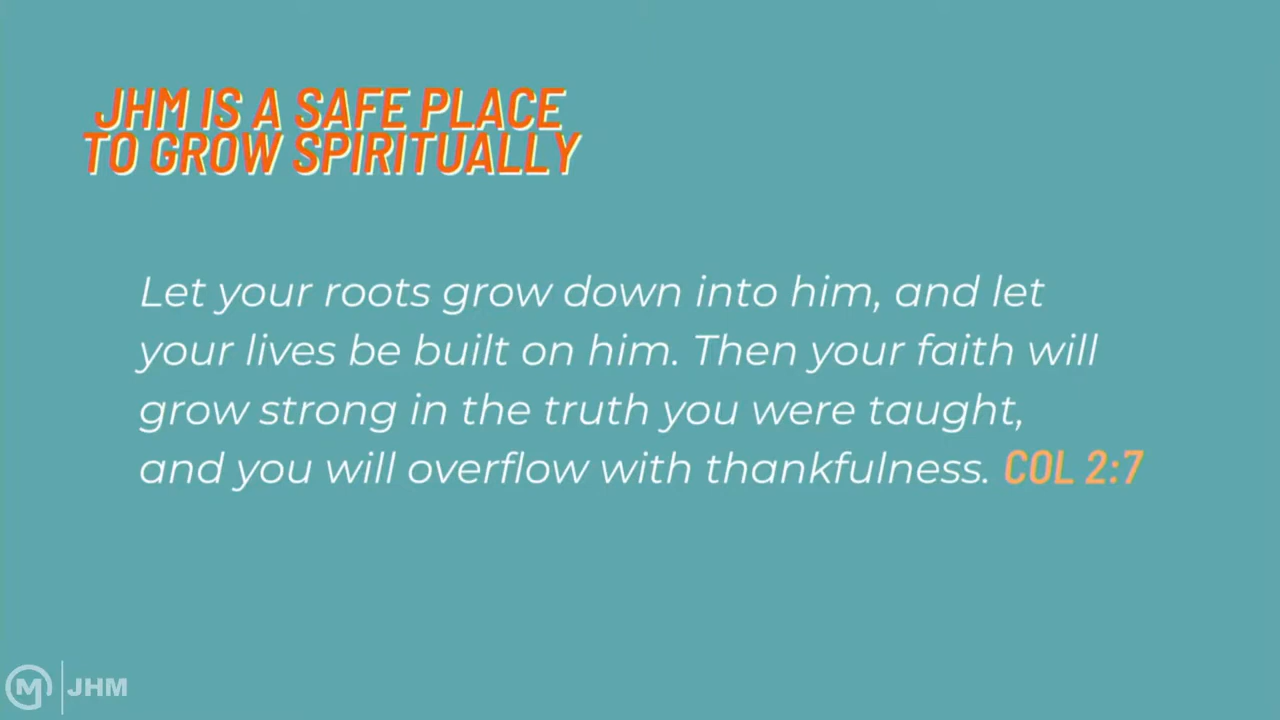 JHM IS A SAFE PLACE
TO GROW SPIRITUALLY
Let your roots grow down into him, and let
your lives be built on him. Then your faith will
grow strong in the truth you were taught,
and you will overflow with thankfulness. COL 2:7
JHM